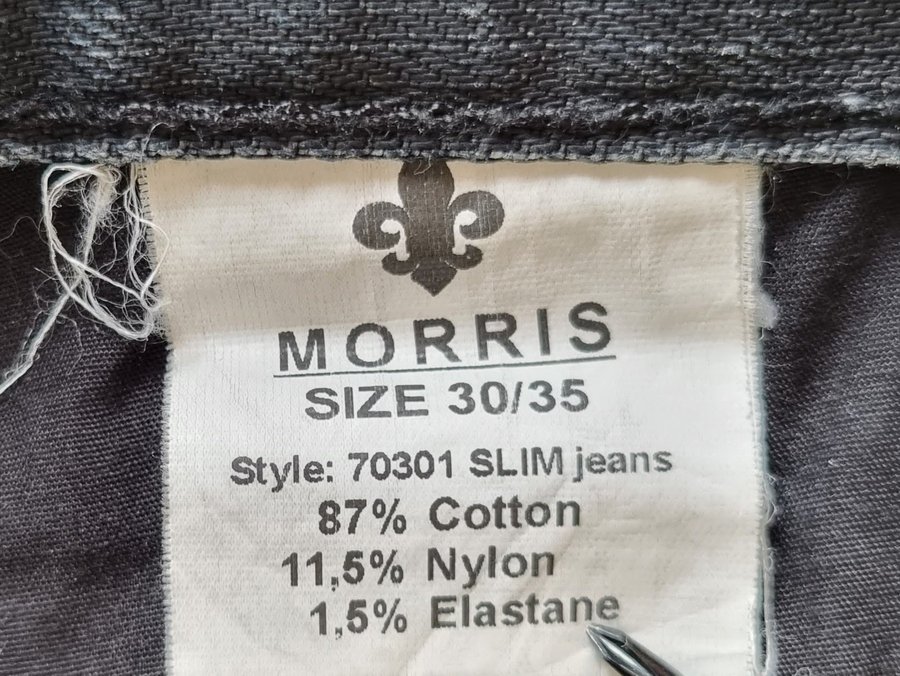 MORRIS
SIZE 30/35
Style: 70301 SLIM jeans
87% Cotton
11,5% Nylon
1,5% Elastane